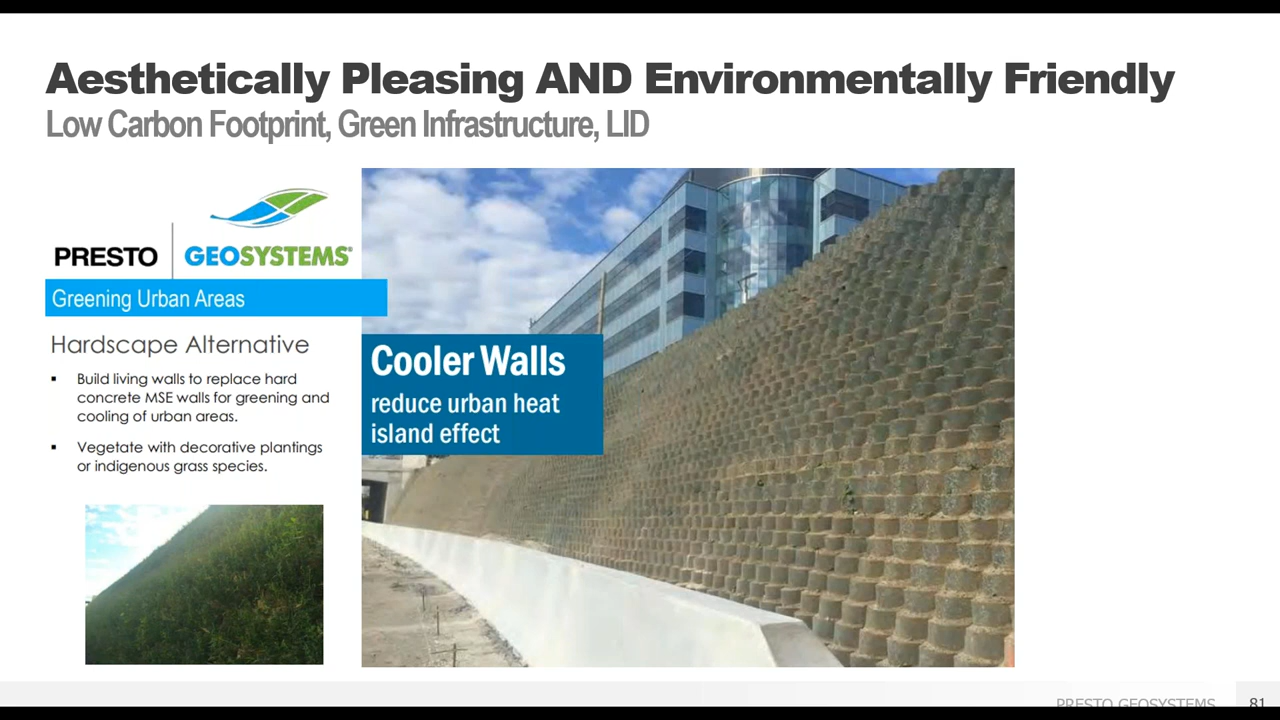 Aesthetically Pleasing AND Environmentally Friendly
Low Carbon Footprint, Green Infrastructure, LID
PRESTO GEOSYSTEMS®
Greening Urban Areas
Hardscape Alternative
▪ Build living walls to replace hard
concrete MSE walls for greening and
cooling of urban areas.
▪ Vegetate with decorative plantings
or indigenous grass species.
Cooler Walls
reduce urban heat
island effect
PRESTO GEOSYSTEMS
81